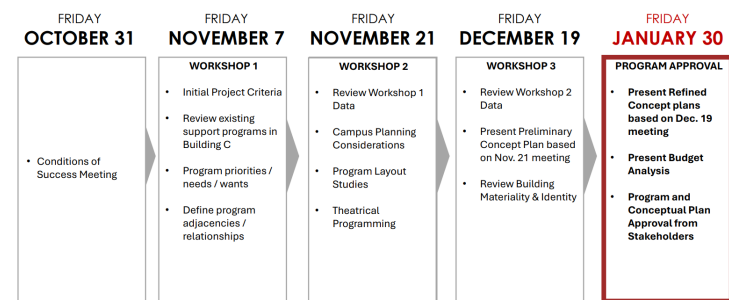 FRIDAY
OCTOBER 31
• Conditions of
Success Meeting
FRIDAY
NOVEMBER 7
WORKSHOP 1
• Initial Project Criteria
• Review existing
support programs in
Building C
• Program priorities /
needs / wants
• Define program
adjacencies /
relationships
FRIDAY
NOVEMBER 21
WORKSHOP 2
• Review Workshop 1
Data
• Campus Planning
Considerations
• Program Layout
Studies
• Theatrical
Programming
FRIDAY
DECEMBER 19
WORKSHOP 3
• Review Workshop 2
Data
• Present Preliminary
Concept Plan based
on Nov. 21 meeting
• Review Building
Materiality & Identity
FRIDAY
JANUARY 30
PROGRAM APPROVAL
• Present Refined
Concept plans
based on Dec. 19
meeting
• Present Budget
Analysis
• Program and
Conceptual Plan
Approval from
Stakeholders